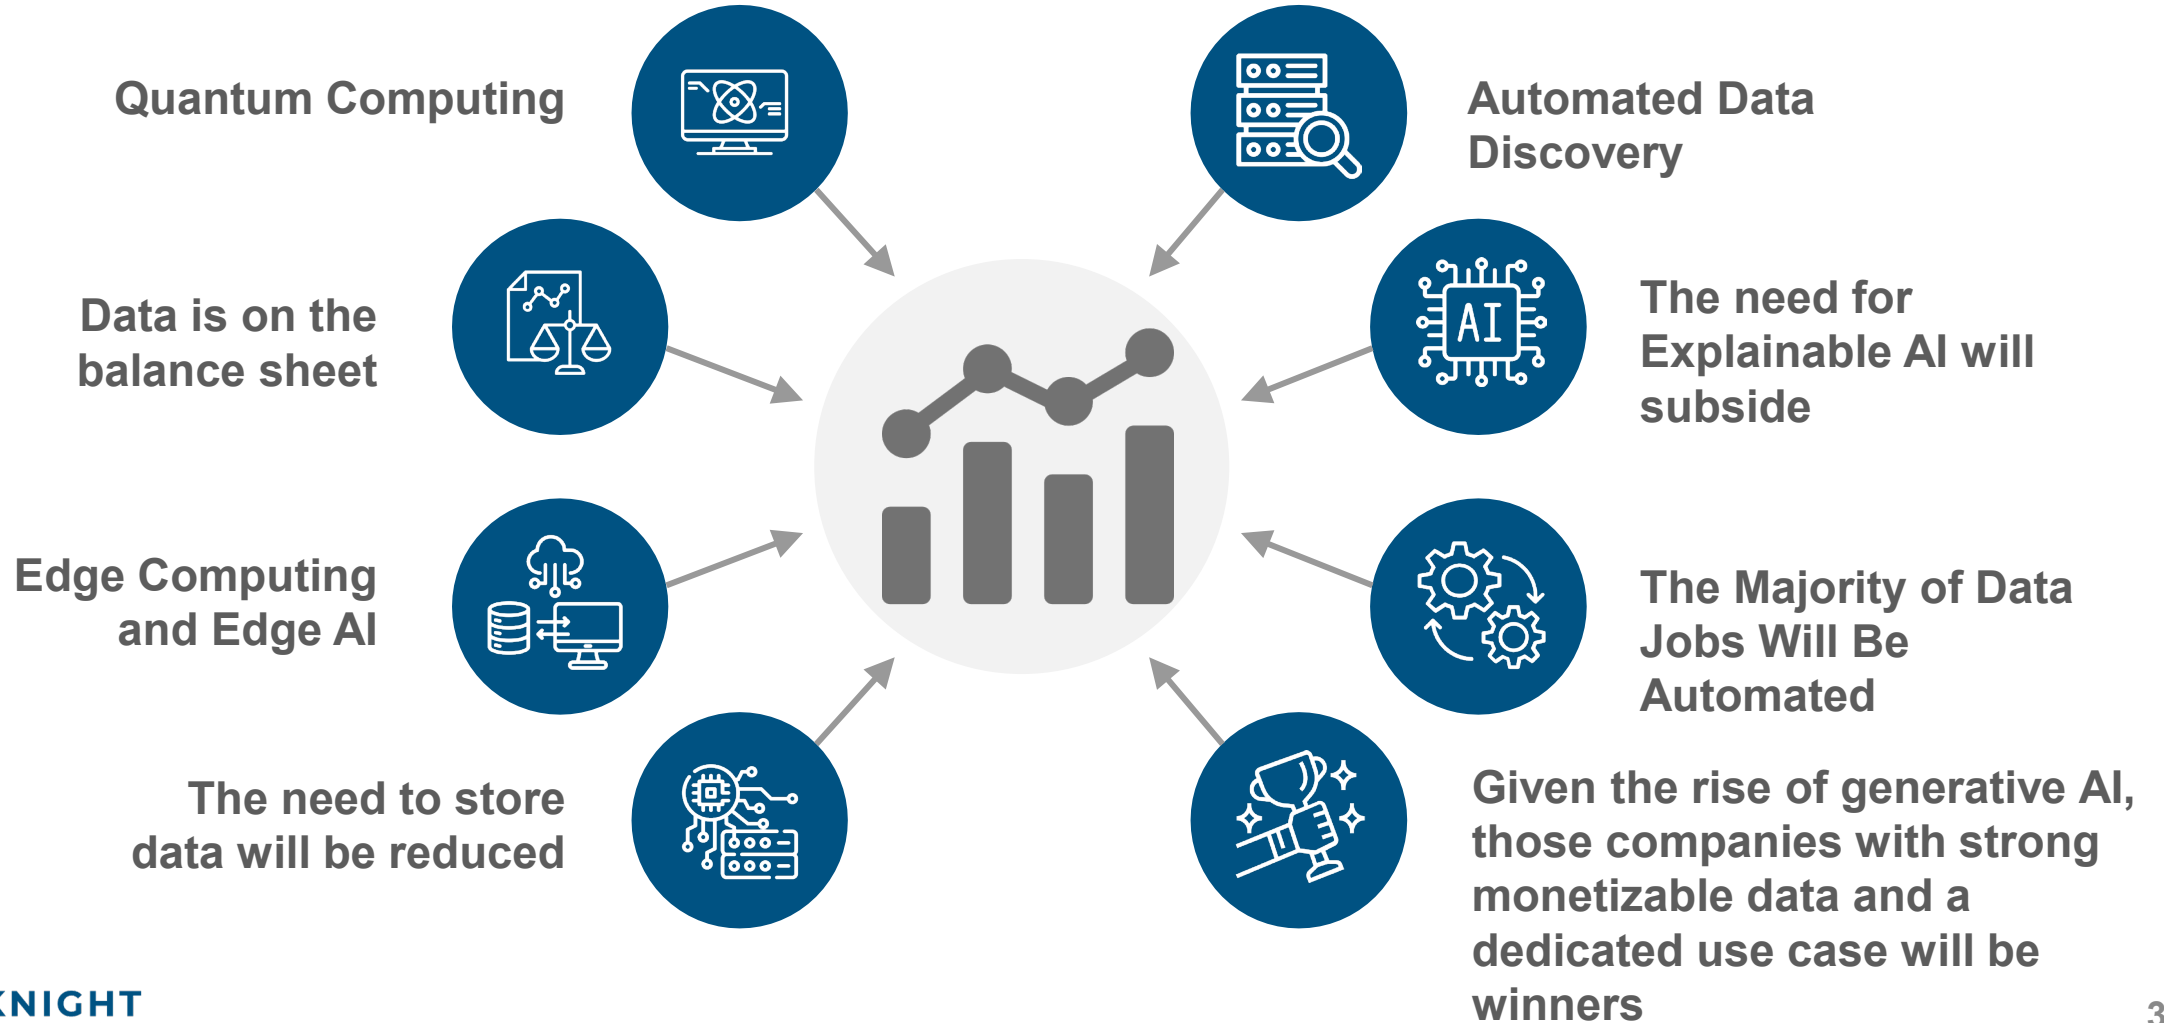 Quantum Computing
Automated Data
Discovery
Data is on the
balance sheet
AI
The need for
Explainable AI will
subside
Edge Computing
and Edge AI
The Majority of Data
Jobs Will Be
Automated
The need to store
data will be reduced
Given the rise of generative AI,
those companies with strong
monetizable data and a
dedicated use case will be
winners
KNIGHT
3